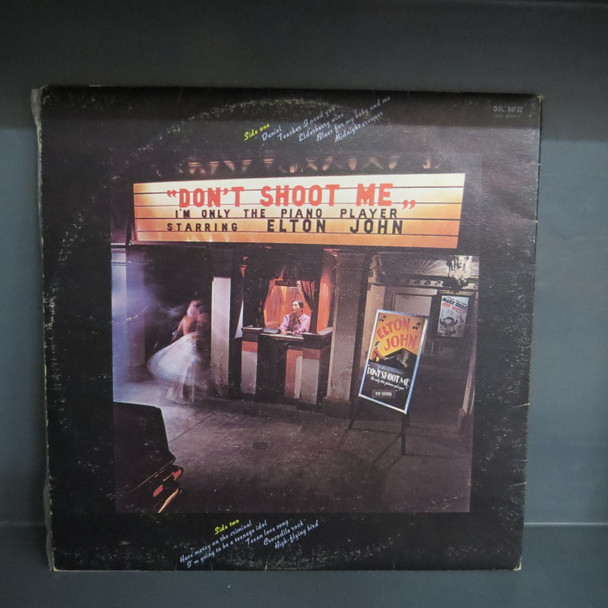 DJL 34722
Side one
Daniel
Teacher I need you
Elderberry wine
Blues for my baby and me
Midnight creeper
"DON'T SHOOT ME„
I'M ONLY THE PIANO PLAYER
STARRING ELTON JOHN
ELTON
JOHN
DON'T SHOOT ME
Side two
Have mercy on the criminal
I'm going to be a teenage idol
Texan love song
Crocodile rock
High-flying bird